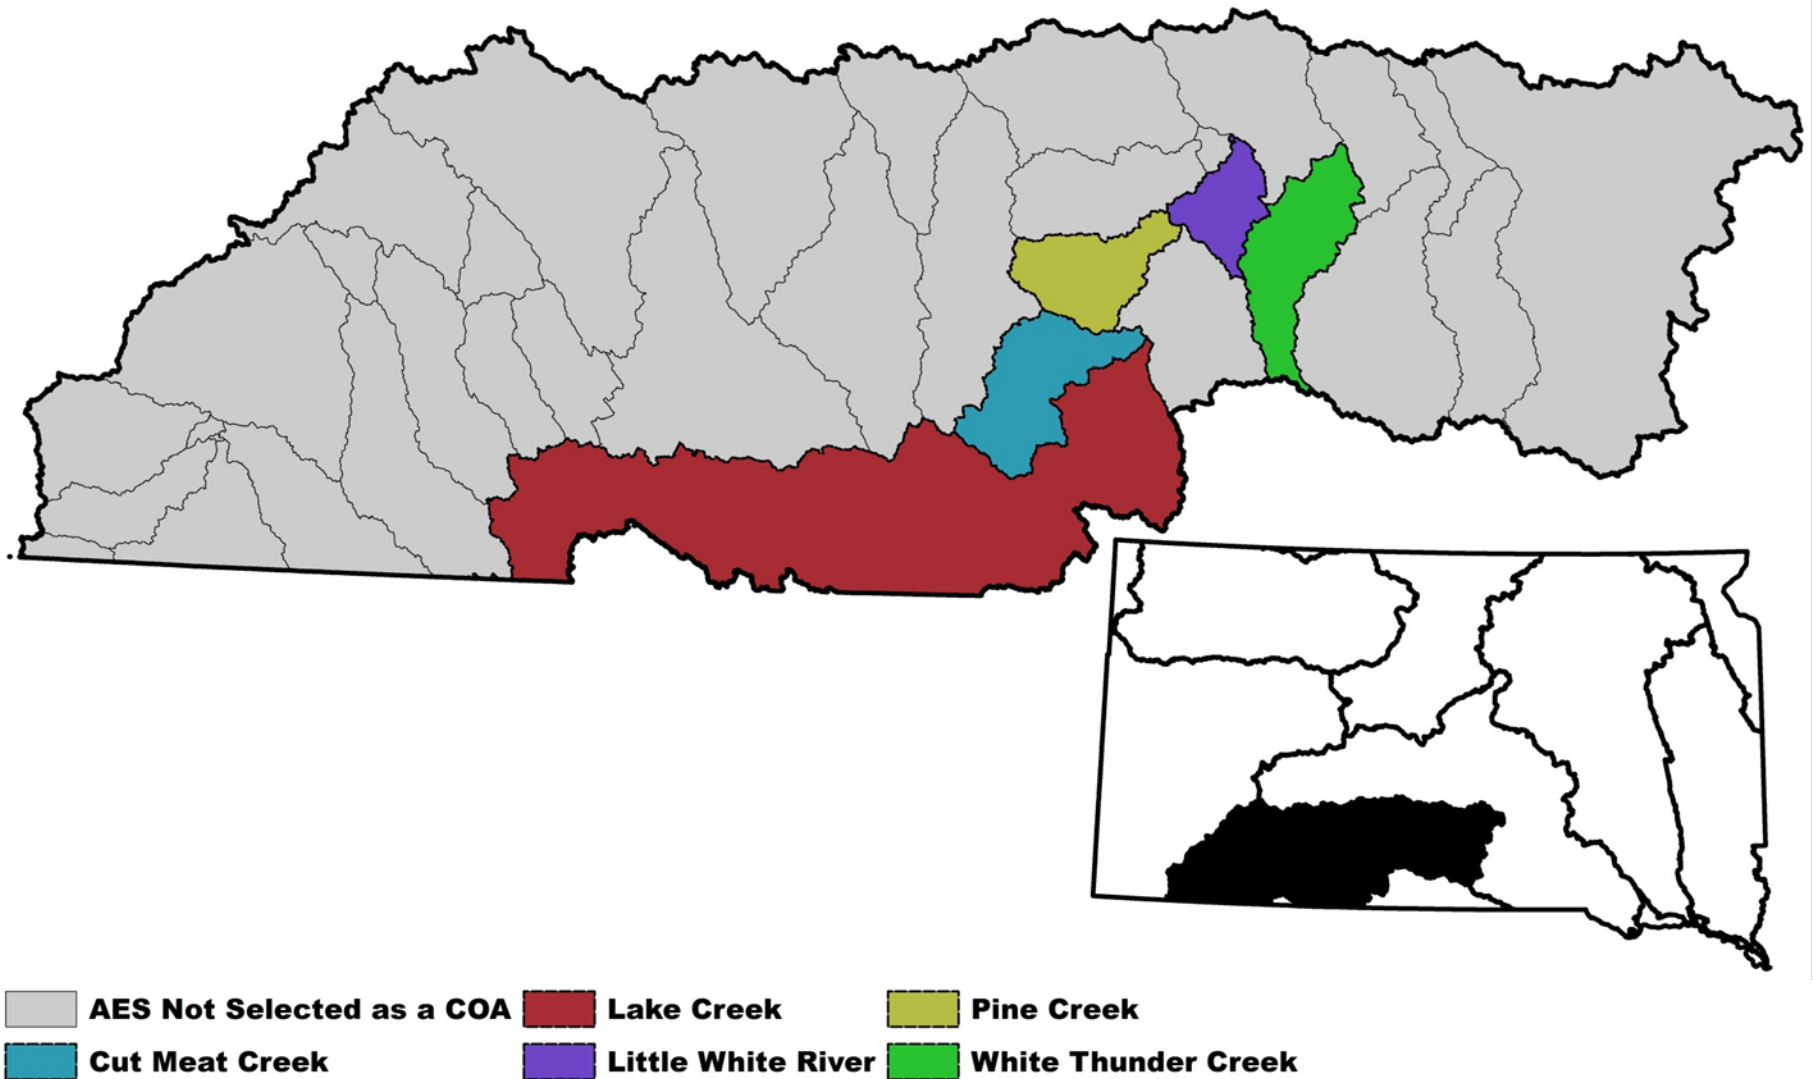 AES Not Selected as a COA Lake Creek Pine Creek
Cut Meat Creek Little White River White Thunder Creek